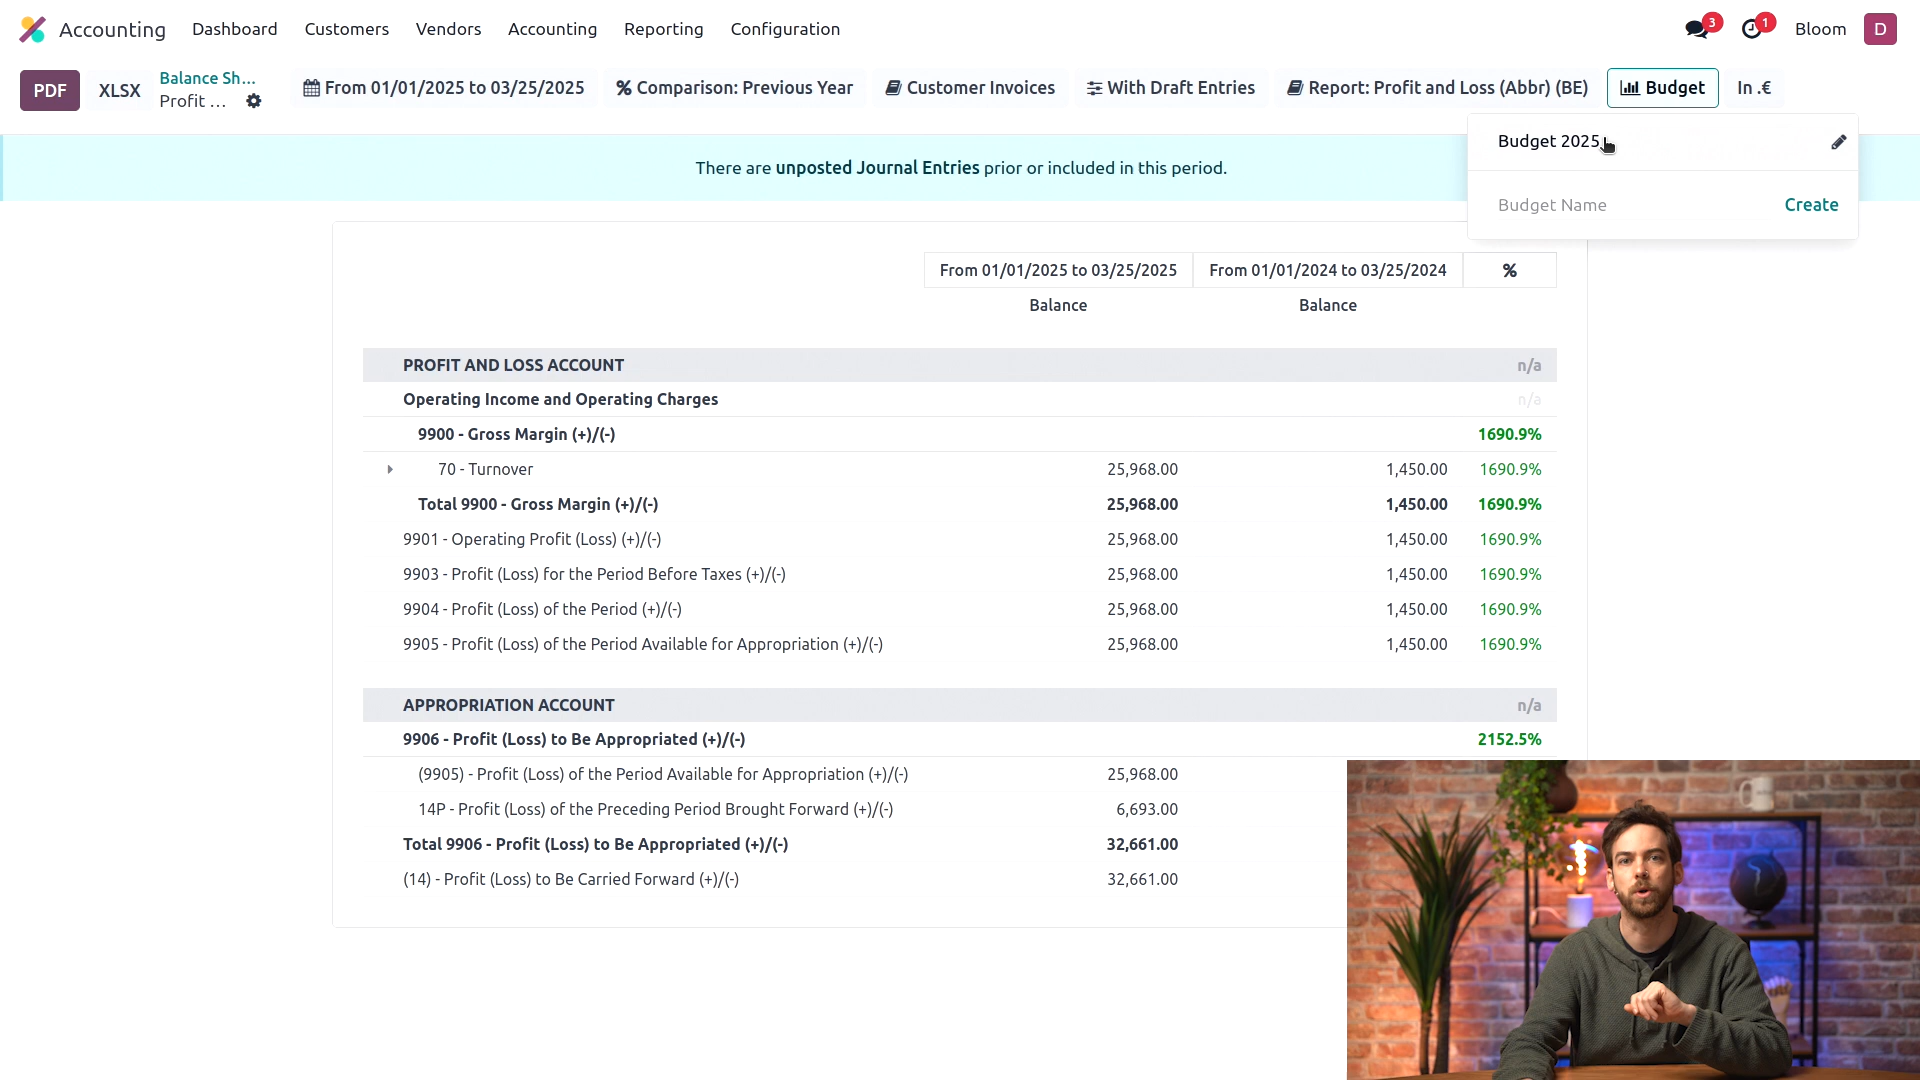 Accounting Dashboard Customers Vendors Accounting Reporting Configuration 3 1 Bloom D
PDF XLSX Balance Sh...
Profit ...
From 01/01/2025 to 03/25/2025 % Comparison: Previous Year Customer Invoices With Draft Entries Report: Profit and Loss (Abbr) (BE) Budget In .€
Budget 2025
Budget Name Create
There are unposted Journal Entries prior or included in this period.
From 01/01/2025 to 03/25/2025 From 01/01/2024 to 03/25/2024 %
Balance Balance
PROFIT AND LOSS ACCOUNT n/a
Operating Income and Operating Charges n/a
9900 - Gross Margin (+)/(-) 1690.9%
70 - Turnover 25,968.00 1,450.00 1690.9%
Total 9900 - Gross Margin (+)/(-) 25,968.00 1,450.00 1690.9%
9901 - Operating Profit (Loss) (+)/(-) 25,968.00 1,450.00 1690.9%
9903 - Profit (Loss) for the Period Before Taxes (+)/(-) 25,968.00 1,450.00 1690.9%
9904 - Profit (Loss) of the Period (+)/(-) 25,968.00 1,450.00 1690.9%
9905 - Profit (Loss) of the Period Available for Appropriation (+)/(-) 25,968.00 1,450.00 1690.9%
APPROPRIATION ACCOUNT n/a
9906 - Profit (Loss) to Be Appropriated (+)/(-) 2152.5%
(9905) - Profit (Loss) of the Period Available for Appropriation (+)/(-) 25,968.00
14P - Profit (Loss) of the Preceding Period Brought Forward (+)/(-) 6,693.00
Total 9906 - Profit (Loss) to Be Appropriated (+)/(-) 32,661.00
(14) - Profit (Loss) to Be Carried Forward (+)/(-) 32,661.00